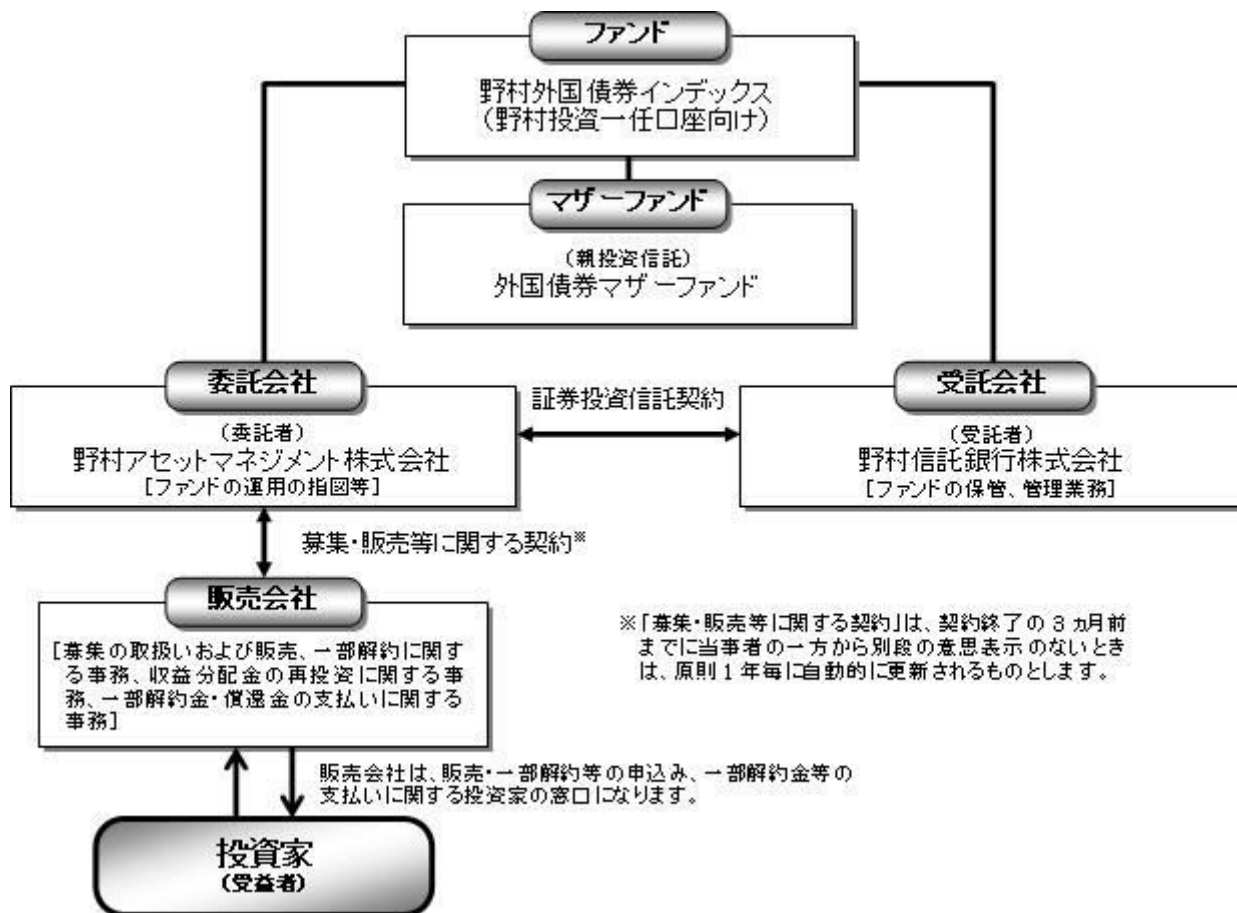 ファンド
野村外国債券インデックス
(野村投資一任口座向け)
マザーファンド
(親投資信託)
外国債券マザーファンド
委託会社
(委託者)
野村アセットマネジメント株式会社
[ファンドの運用の指図等]
証券投資信託契約
受託会社
(受託者)
野村信託銀行株式会社
[ファンドの保管、管理業務]
募集・販売等に関する契約※
販売会社
[募集の取扱いおよび販売、一部解約に関す
る事務、収益分配金の再投資に関する事
務、一部解約金・償還金の支払いに関する
事務]
※「募集・販売等に関する契約」は、契約終了の3ヵ月前
までに当事者の一方から別段の意思表示のないとき
は、原則1年毎に自動的に更新されるものとします。
販売会社は、販売・一部解約等の申込み、一部解約金等の
支払いに関する投資家の窓口になります。
投資家
(受益者)